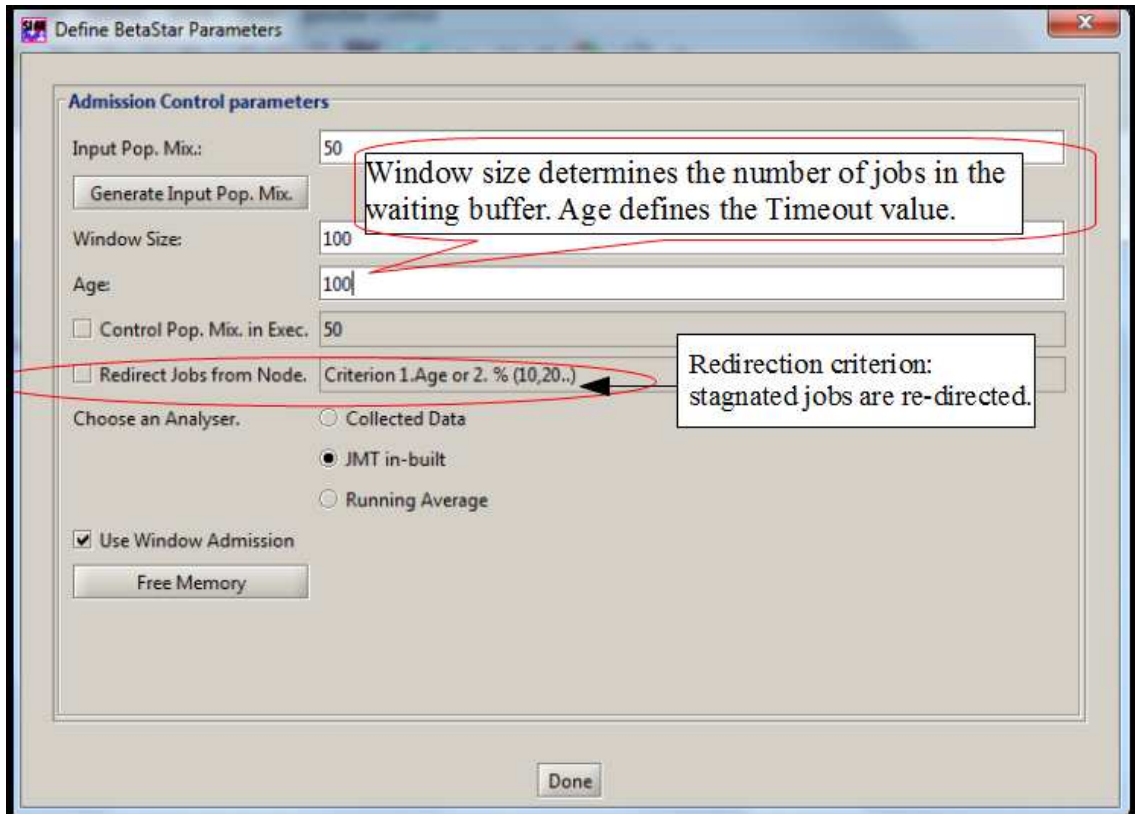 Define BetaStar Parameters
Admission Control parameters
Input Pop. Mix.: 50
Window size determines the number of jobs in the
waiting buffer. Age defines the Timeout value.
Generate Input Pop. Mix.
Window Size: 100
Age: 100
Control Pop. Mix. in Exec. 50
Redirect Jobs from Node. Criterion 1.Age or 2. % (10,20..)
Redirection criterion:
stagnated jobs are re-directed.
Choose an Analyser. Collected Data
JMT in-built
Running Average
Use Window Admission
Free Memory
Done